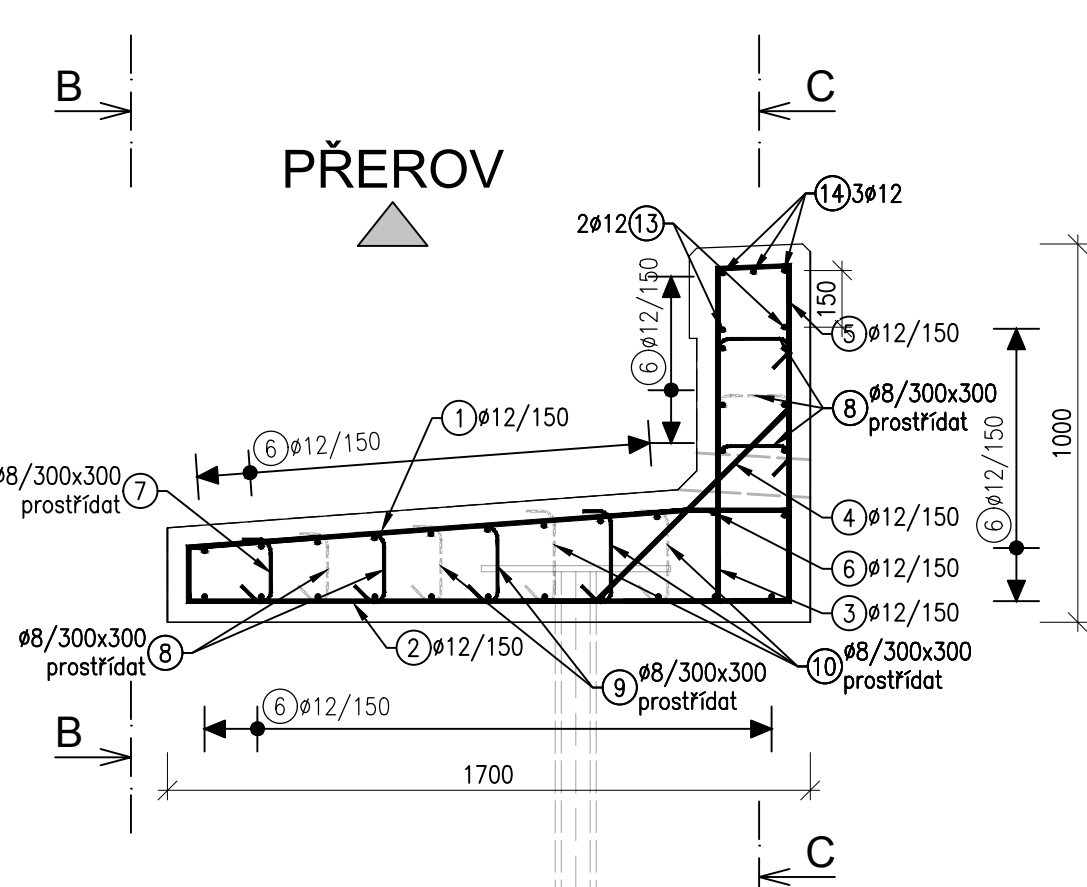 B
C
PŘEROV
14 3ø12
2ø12 13
6 ø12/150
150
5 ø12/150
1 ø12/150
6 ø12/150
8 ø8/300x300
prostřídat
6 ø12/150
1000
ø8/300x300
prostřídat 7
4 ø12/150
6 ø12/150
3 ø12/150
ø8/300x300
prostřídat 8
2 ø12/150
10 ø8/300x300
prostřídat
9 ø8/300x300
prostřídat
6 ø12/150
B
1700
C